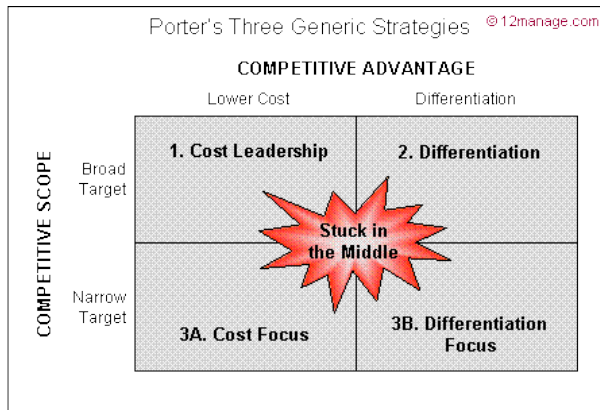 Porter's Three Generic Strategies ©12manage.com
COMPETITIVE ADVANTAGE
Lower Cost Differentiation
COMPETITIVE SCOPE
Broad
Target
1. Cost Leadership 2. Differentiation
Stuck in
the Middle
Narrow
Target
3A. Cost Focus 3B. Differentiation
Focus